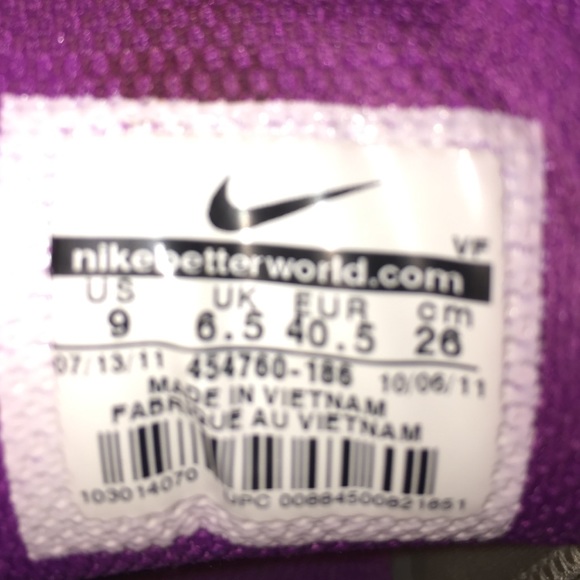 VF
nikebetterworld.com
US UK EUR cm
9 6.5 40.5 26
07/13/11 454760-186 10/06/11
MADE IN VIETNAM
FABRIQUE AU VIETNAM
103014070 UPC 00884500821851